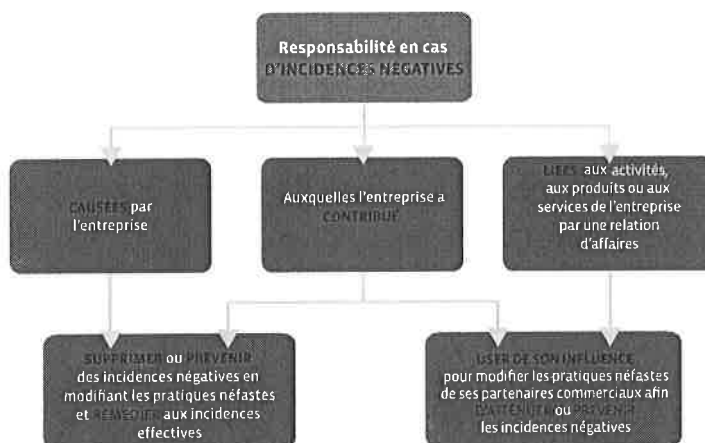 Responsabilité en cas
D'INCIDENCES NÉGATIVES
CAUSÉES par
l'entreprise
Auxquelles l'entreprise a
CONTRIBUÉ
LIÉES aux activités,
aux produits ou aux
services de l'entreprise
par une relation
d'affaires
SUPPRIMER ou PRÉVENIR
des incidences négatives en
modifiant les pratiques néfastes
et REMÉDIER aux incidences
effectives
USER DE SON INFLUENCE
pour modifier les pratiques néfastes
de ses partenaires commerciaux afin
D'ATTÉNUER ou PRÉVENIR
les incidences négatives